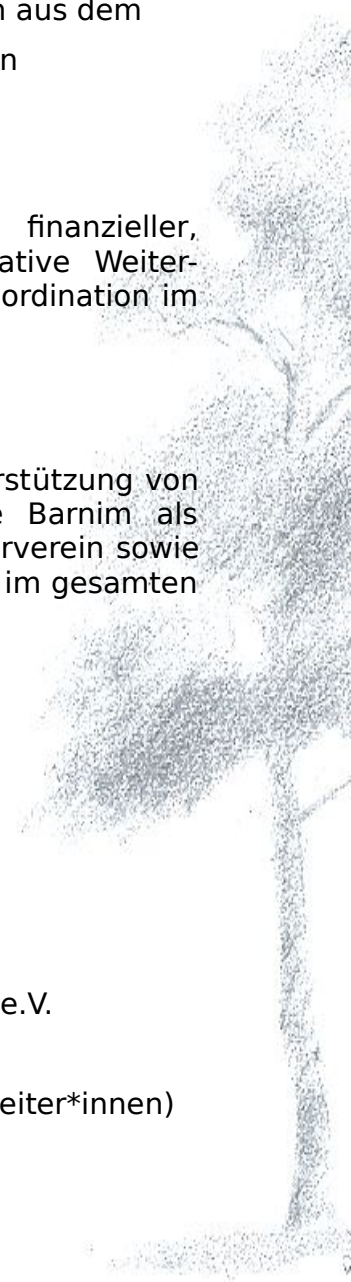 n aus dem
n
finanzieller,
ative Weiter-
ordination im
rstützung von
e Barnim als
rverein sowie
im gesamten
e.V.
eiter*innen)